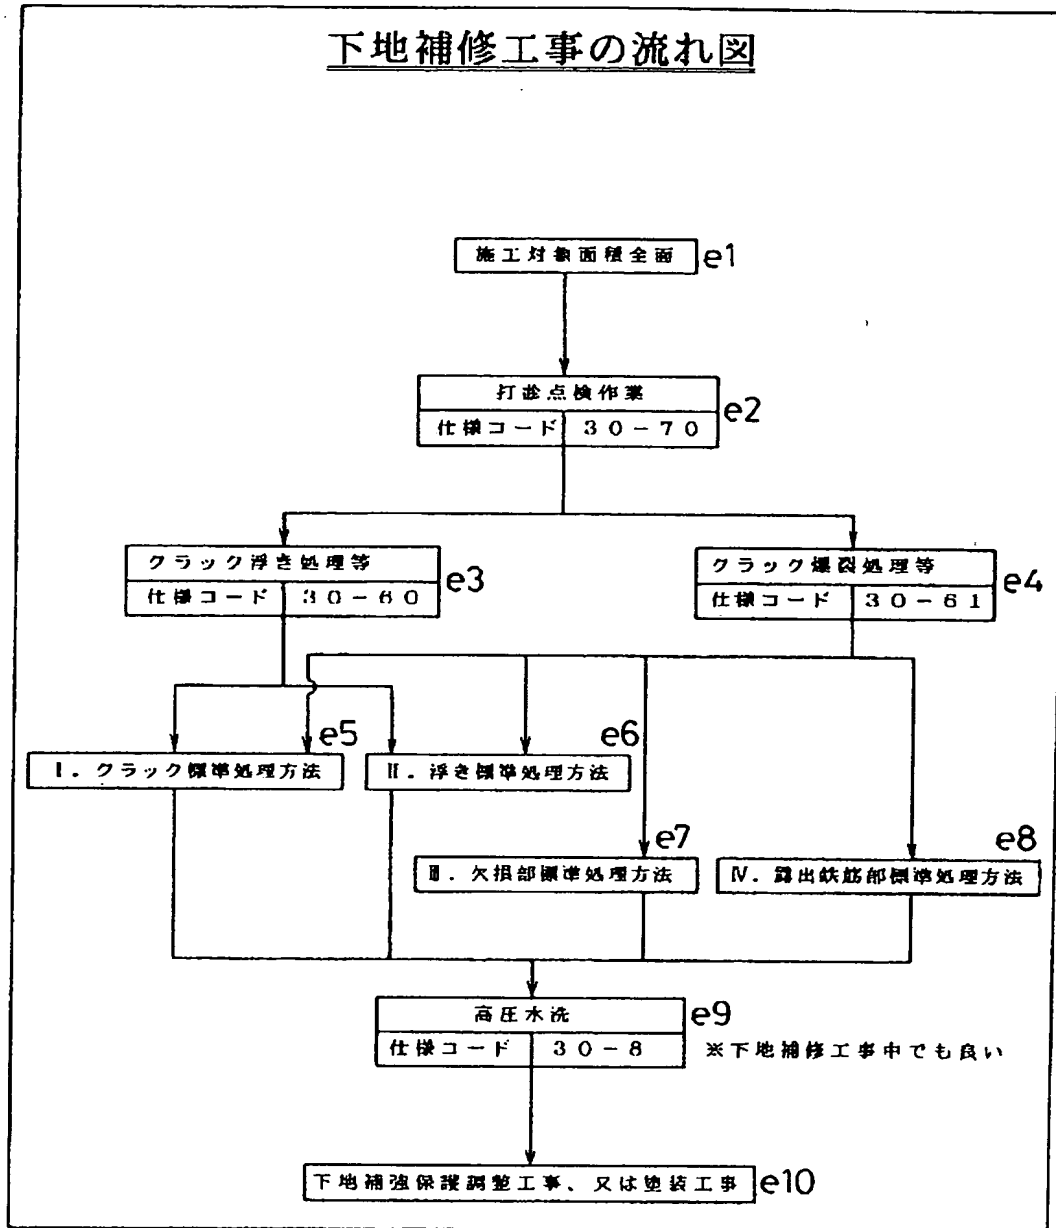 下地補修工事の流れ図
施工対象面積全面 e1
打診点検作業 e2
仕様コード 30-70
クラック浮き処理等 e3
仕様コード 30-60
クラック爆裂処理等 e4
仕様コード 30-61
e5
Ⅰ.クラック標準処理方法
e6
Ⅱ.浮き標準処理方法
e7
Ⅲ.欠損部標準処理方法
e8
Ⅳ.露出鉄筋部標準処理方法
高圧水洗 e9
仕様コード 30-8 ※下地補修工事中でも良い
下地補強保護調整工事、又は塗装工事 e10